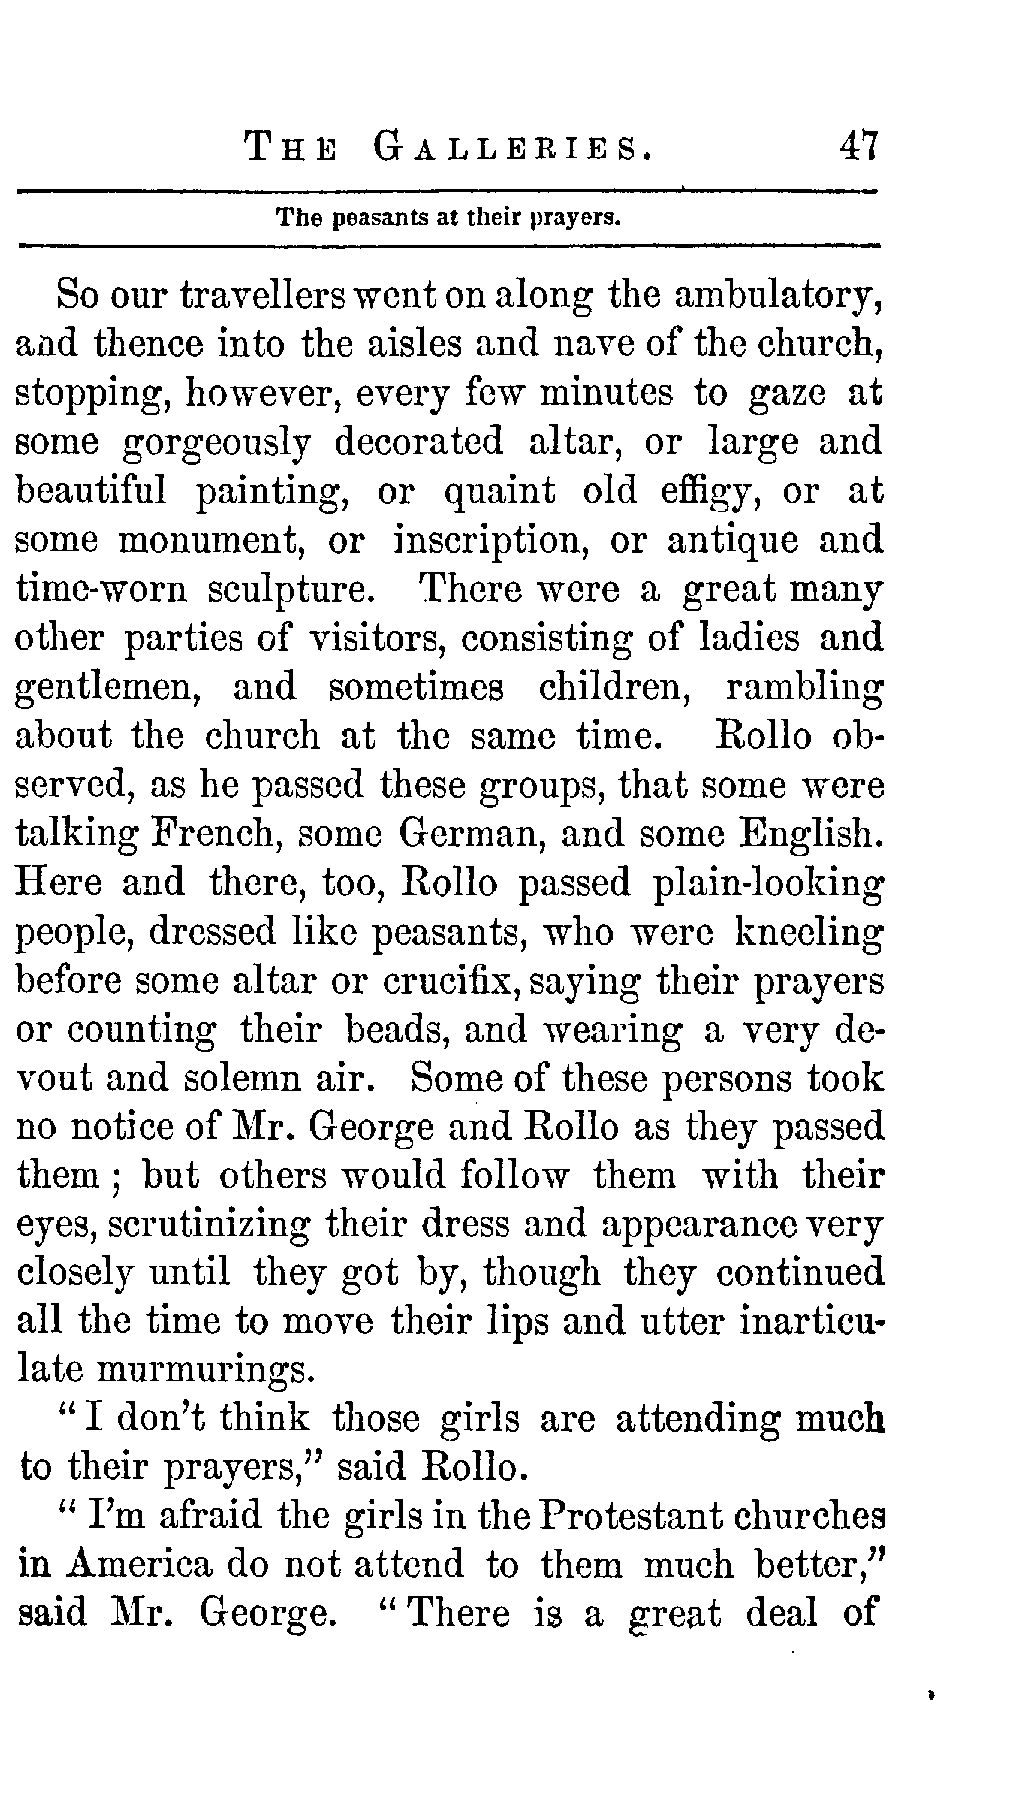 THE GALLERIES. 47
The peasants at their prayers.
So our travellers went on along the ambulatory,
and thence into the aisles and nave of the church,
stopping, however, every few minutes to gaze at
some gorgeously decorated altar, or large and
beautiful painting, or quaint old effigy, or at
some monument, or inscription, or antique and
time-worn sculpture. There were a great many
other parties of visitors, consisting of ladies and
gentlemen, and sometimes children, rambling
about the church at the same time. Rollo ob-
served, as he passed these groups, that some were
talking French, some German, and some English.
Here and there, too, Rollo passed plain-looking
people, dressed like peasants, who were kneeling
before some altar or crucifix, saying their prayers
or counting their beads, and wearing a very de-
vout and solemn air. Some of these persons took
no notice of Mr. George and Rollo as they passed
them ; but others would follow them with their
eyes, scrutinizing their dress and appearance very
closely until they got by, though they continued
all the time to move their lips and utter inarticu-
late murmurings.
“ I don’t think those girls are attending much
to their prayers,” said Rollo.
“ I’m afraid the girls in the Protestant churches
in America do not attend to them much better,”
said Mr. George. “ There is a great deal of